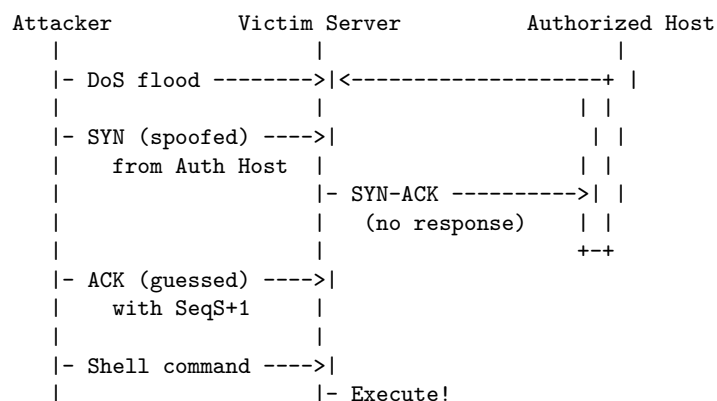 Attacker Victim Server Authorized Host
| | |
|- DoS flood -------->|<--------------------+ |
| | | |
|- SYN (spoofed) ---->| | |
| from Auth Host | | |
| |- SYN-ACK ---------->| |
| | (no response) | |
| | +-+
|- ACK (guessed) ---->|
| with SeqS+1 |
| |
|- Shell command ---->|
| |- Execute!